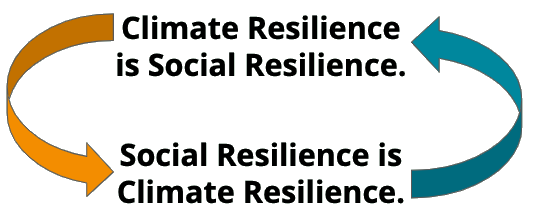 Climate Resilience
is Social Resilience.
Social Resilience is
Climate Resilience.